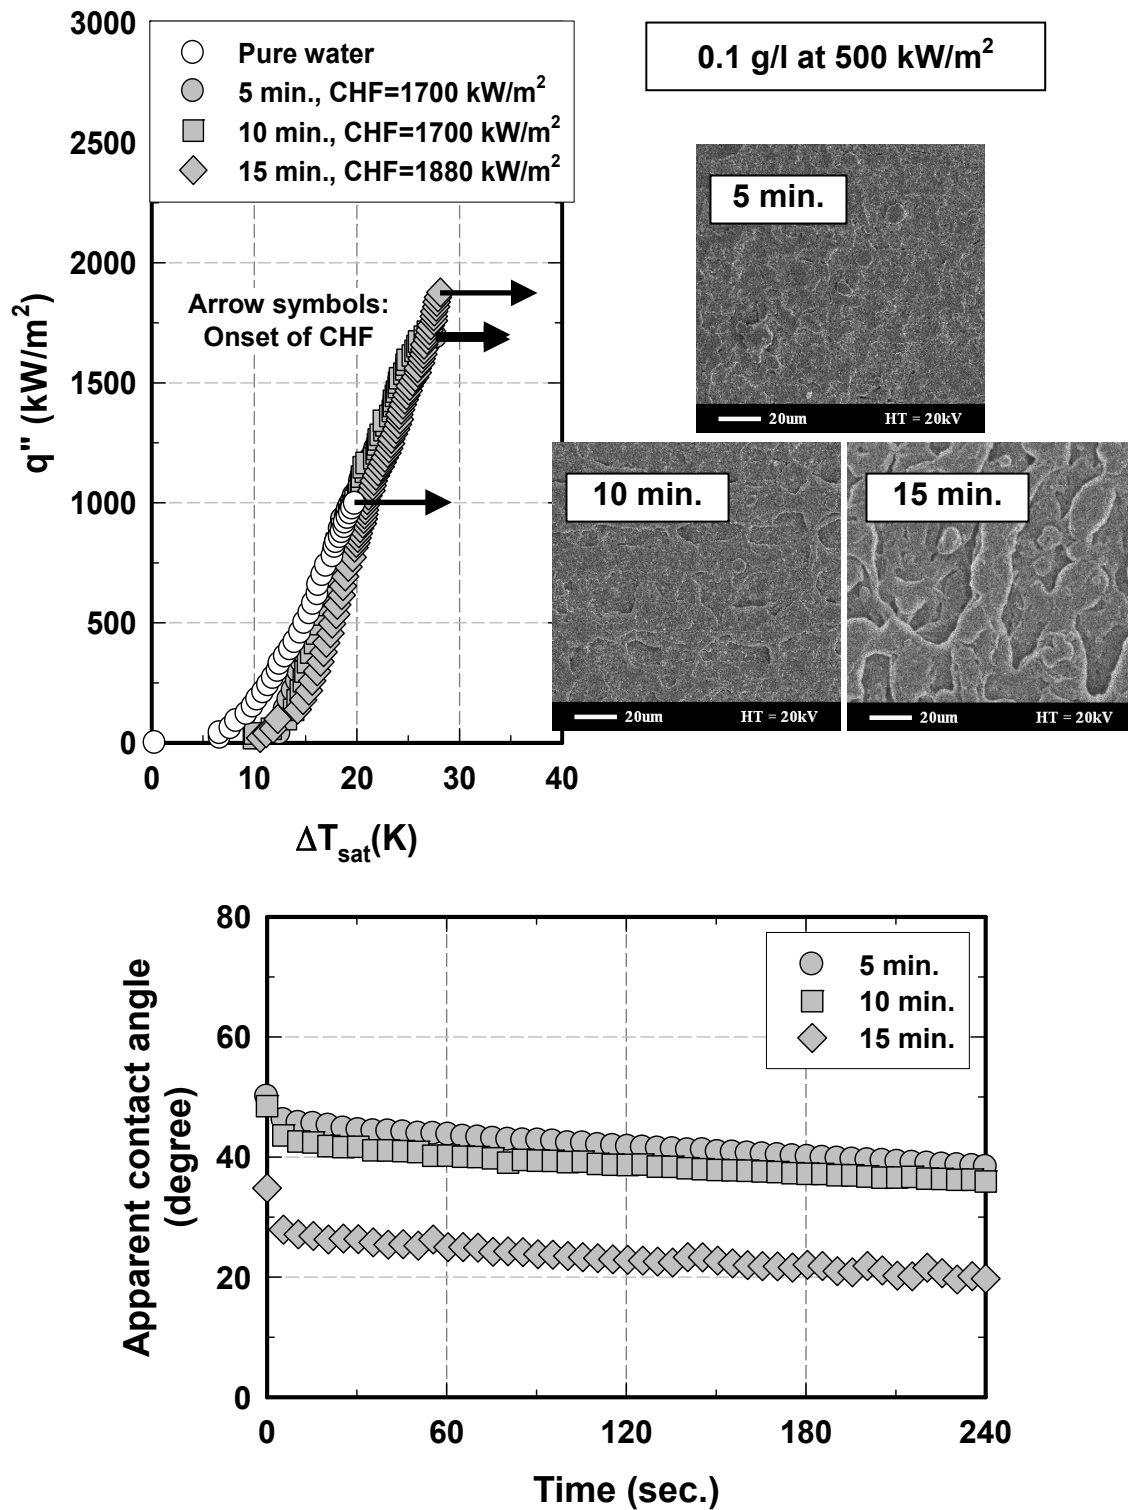 3000
2500
2000
1500
1000
500
0
q" (kW/m²)
Pure water
5 min., CHF=1700 kW/m²
10 min., CHF=1700 kW/m²
15 min., CHF=1880 kW/m²
Arrow symbols:
Onset of CHF
0 10 20 30 40
ΔTsat(K)
0.1 g/l at 500 kW/m²
5 min.
20um HT = 20kV
10 min.
20um HT = 20kV
15 min.
20um HT = 20kV
80
60
40
20
0
Apparent contact angle
(degree)
5 min.
10 min.
15 min.
0 60 120 180 240
Time (sec.)